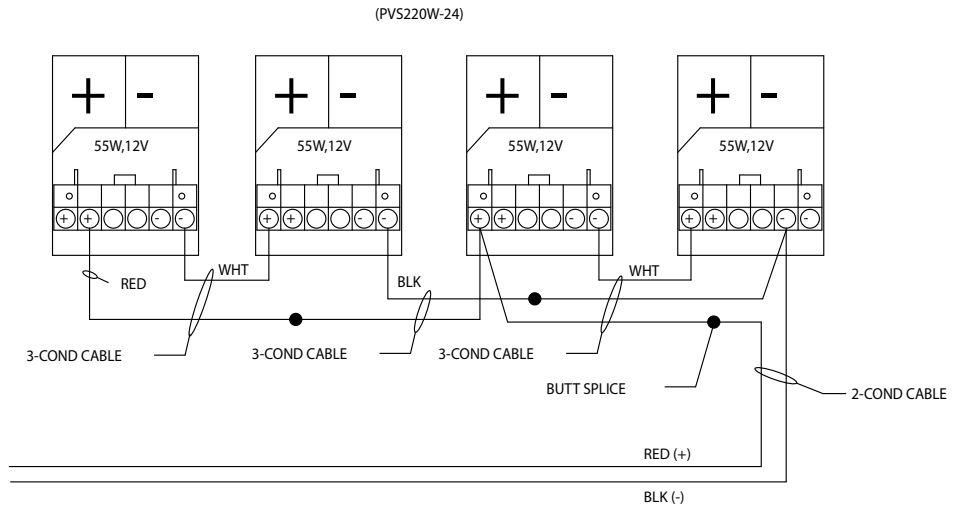 (PVS220W-24)
+ -
+ -
+ -
+ -
55W,12V
55W,12V
55W,12V
55W,12V
+ + - -
+ + - -
+ + - -
+ + - -
RED
WHT
BLK
WHT
3-COND CABLE
3-COND CABLE
3-COND CABLE
BUTT SPLICE
2-COND CABLE
RED (+)
BLK (-)